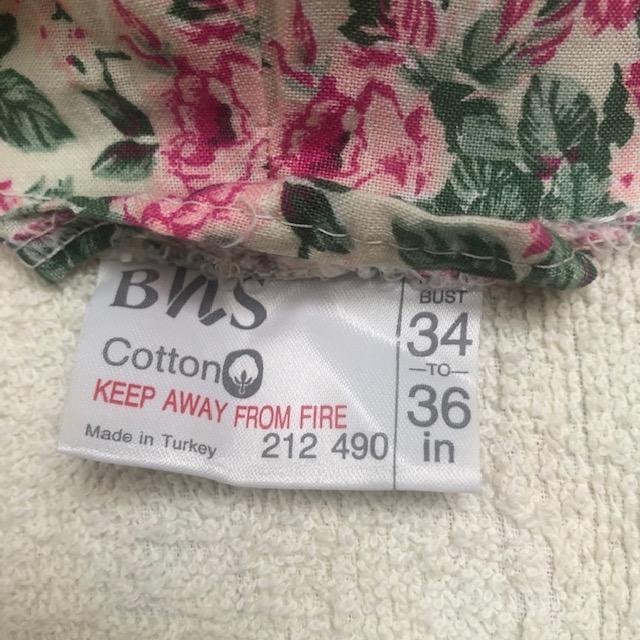 BHS
Cotton
KEEP AWAY FROM FIRE
Made in Turkey 212 490
BUST
34
—TO—
36
in